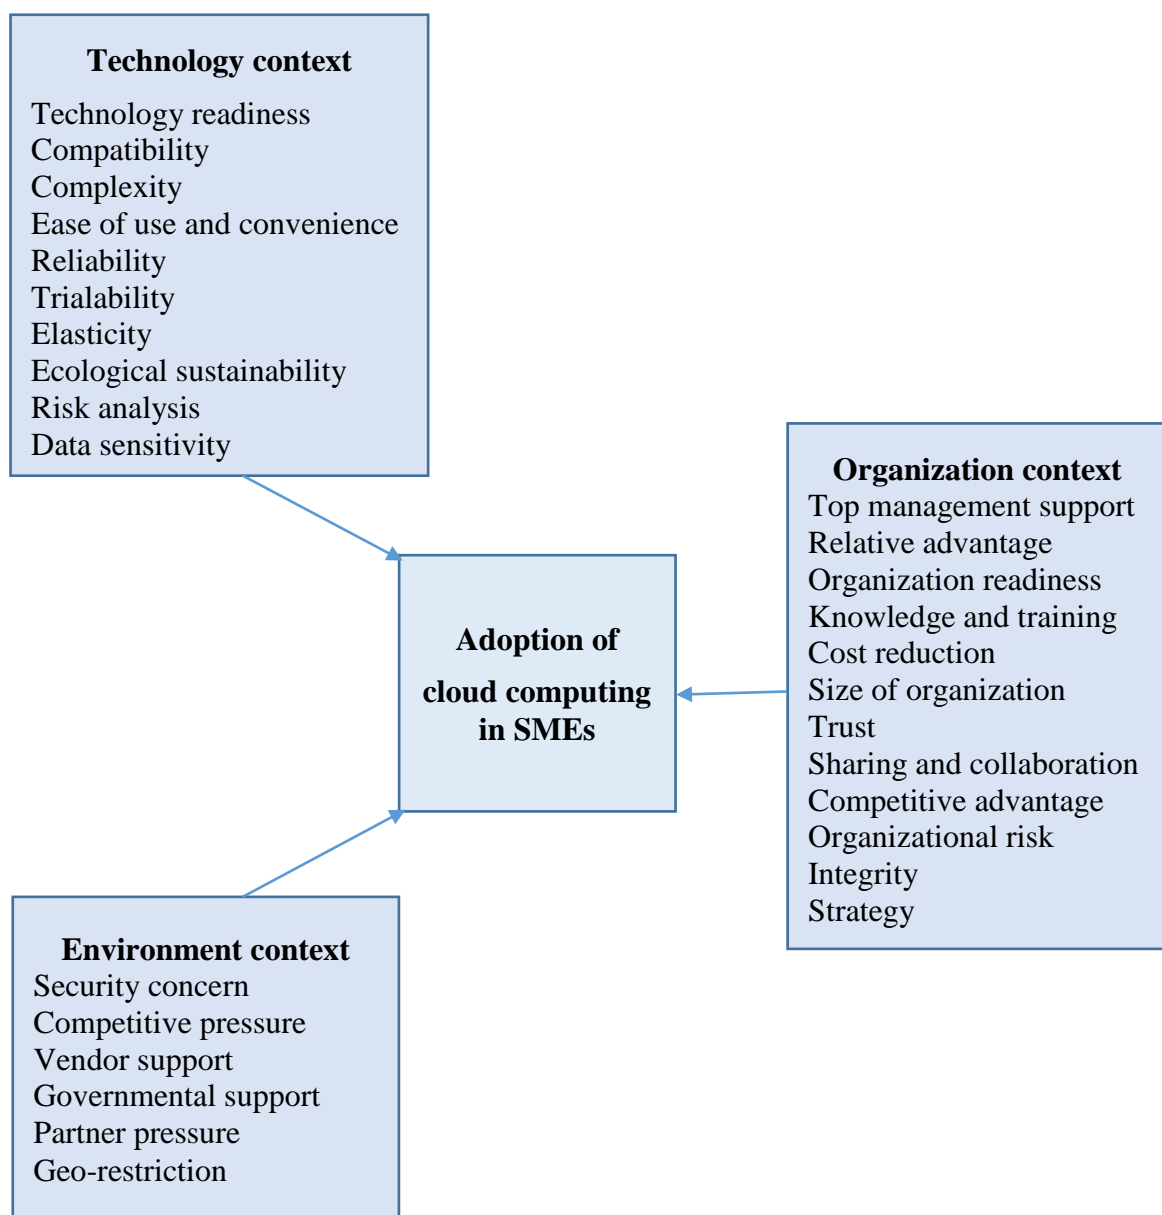 Technology context
Technology readiness
Compatibility
Complexity
Ease of use and convenience
Reliability
Trialability
Elasticity
Ecological sustainability
Risk analysis
Data sensitivity
Organization context
Top management support
Relative advantage
Organization readiness
Knowledge and training
Cost reduction
Size of organization
Trust
Sharing and collaboration
Competitive advantage
Organizational risk
Integrity
Strategy
Adoption of
cloud computing
in SMEs
Environment context
Security concern
Competitive pressure
Vendor support
Governmental support
Partner pressure
Geo-restriction